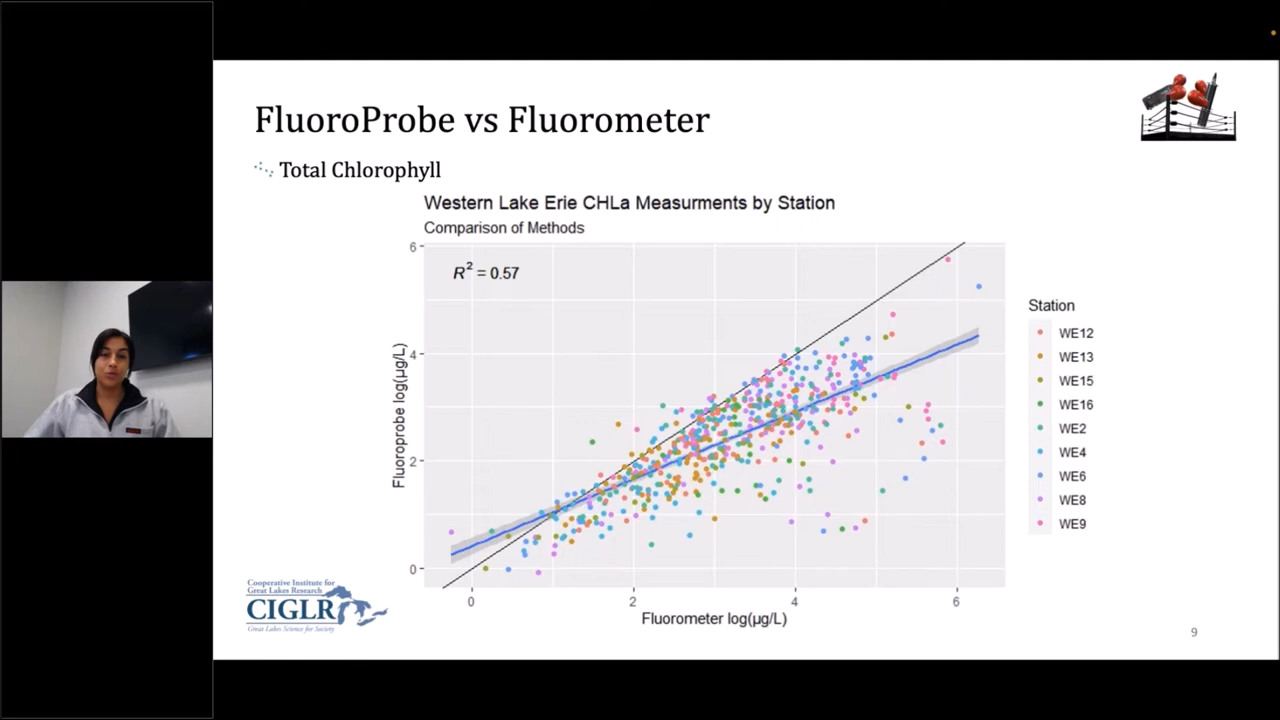 FluoroProbe vs Fluorometer
Total Chlorophyll
Western Lake Erie CHLa Measurments by Station
Comparison of Methods
R² = 0.57
6
4
2
0
Fluoroprobe log(µg/L)
0 2 4 6
Fluorometer log(µg/L)
Station
WE12
WE13
WE15
WE16
WE2
WE4
WE6
WE8
WE9
Cooperative Institute for
Great Lakes Research
CIGLR
Great Lakes Science for Society
9